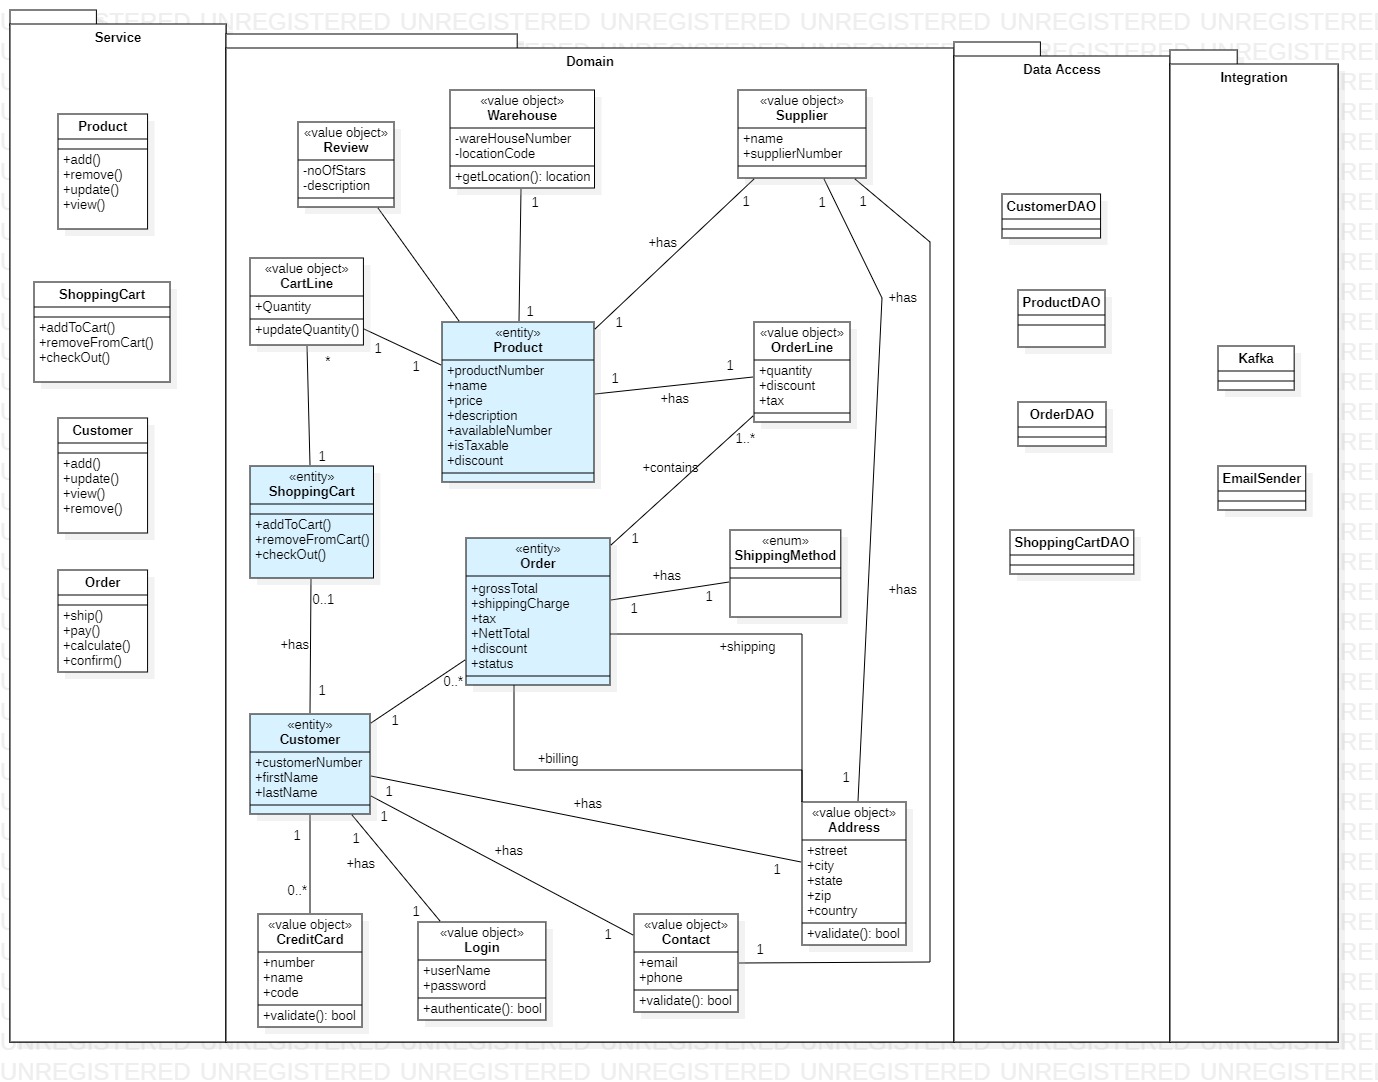 Service
Product
+add()
+remove()
+update()
+view()
ShoppingCart
+addToCart()
+removeFromCart()
+checkOut()
Customer
+add()
+update()
+view()
+remove()
Order
+ship()
+pay()
+calculate()
+confirm()
Domain
«value object»
Review
-noOfStars
-description
«value object»
Warehouse
-wareHouseNumber
-locationCode
+getLocation(): location
1
1
«value object»
Supplier
+name
+supplierNumber
1
1
1
+has
1
+has
+has
«value object»
CartLine
+Quantity
+updateQuantity()
1
1
*
1
«entity»
Product
+productNumber
+name
+price
+description
+availableNumber
+isTaxable
+discount
1
1
+has
«value object»
OrderLine
+quantity
+discount
+tax
1..*
+contains
1
«entity»
ShoppingCart
+addToCart()
+removeFromCart()
+checkOut()
0..1
+has
1
«entity»
Order
+grossTotal
+shippingCharge
+tax
+NettTotal
+discount
+status
+has
1
1
«enum»
ShippingMethod
+shipping
+billing
0..*
1
«entity»
Customer
+customerNumber
+firstName
+lastName
1
+has
1
1
+has
1
1
+has
1
1
0..*
1
1
«value object»
CreditCard
+number
+name
+code
+validate(): bool
«value object»
Login
+userName
+password
+authenticate(): bool
«value object»
Contact
+email
+phone
+validate(): bool
«value object»
Address
+street
+city
+state
+zip
+country
+validate(): bool
Data Access
CustomerDAO
ProductDAO
OrderDAO
ShoppingCartDAO
Integration
Kafka
EmailSender
UNREGISTERED UNREGISTERED UNREGISTERED UNREGISTERED UNREGISTERED UNREGISTERED